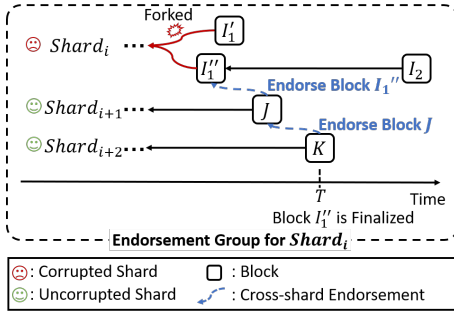 Forked
I₁′
Shardᵢ ...
I₁″
I₂
Endorse Block I₁″
Shardᵢ₊₁ ...
J
Endorse Block J
Shardᵢ₊₂ ...
K
T
Time
Block I₁″ is Finalized
Endorsement Group for Shardᵢ
: Corrupted Shard
: Block
: Uncorrupted Shard
: Cross-shard Endorsement